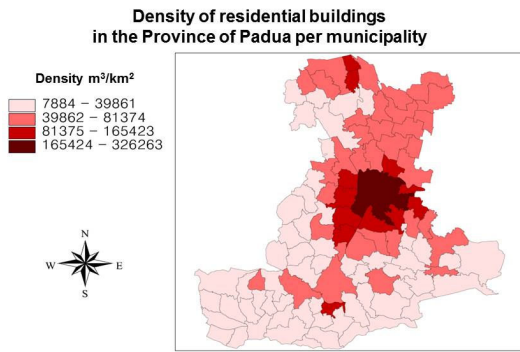 Density of residential buildings
in the Province of Padua per municipality
Density m³/km²
7884 – 39861
39862 – 81374
81375 – 165423
165424 – 326263
N
W E
S